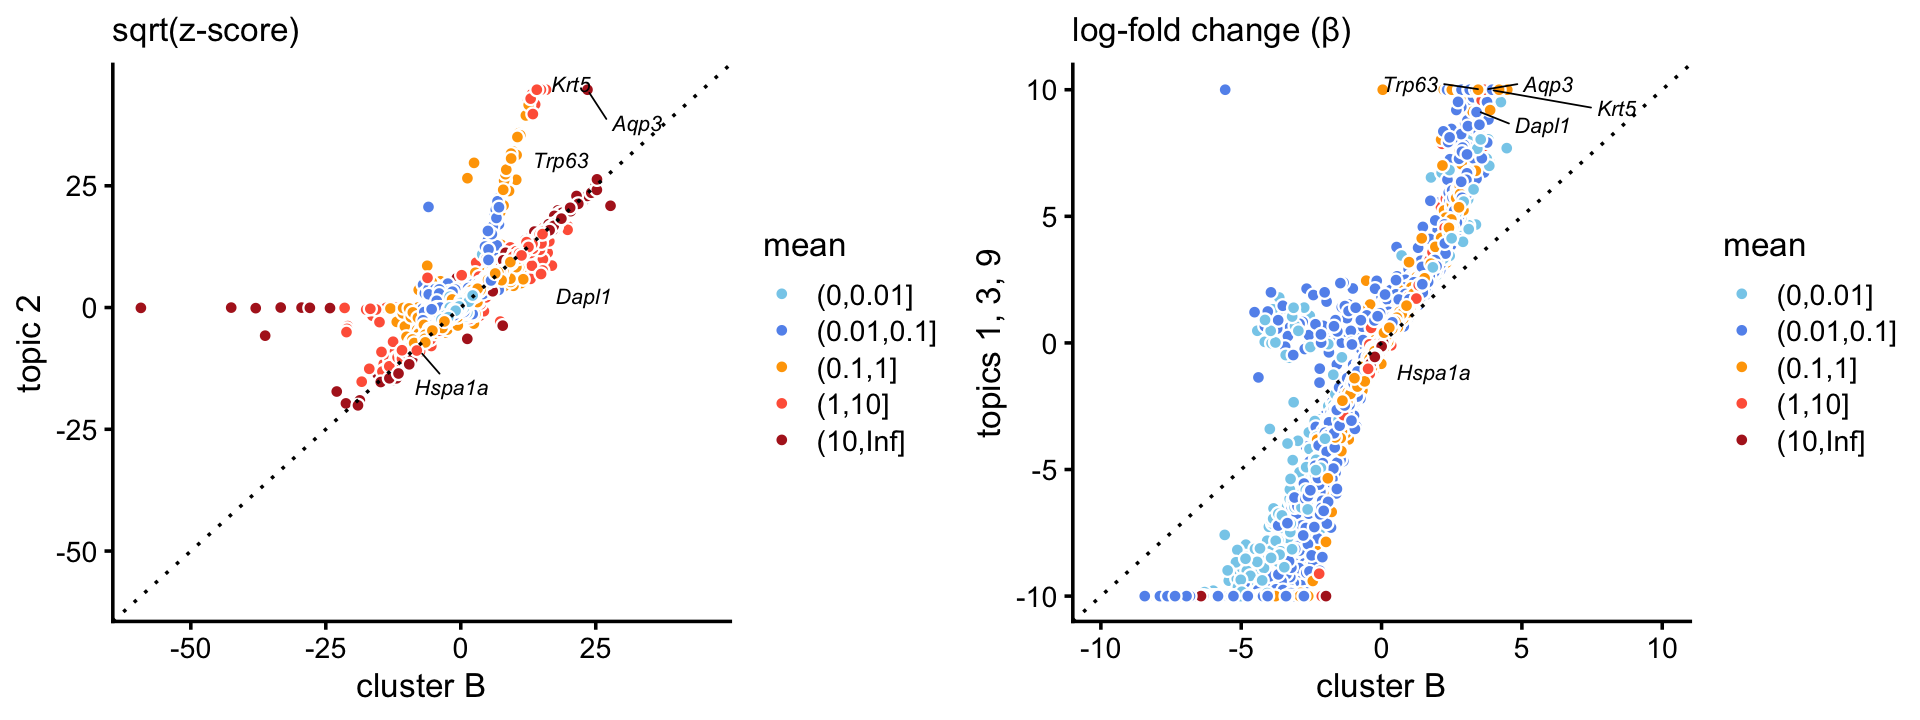 sqrt(z-score)
Krt5
Aqp3
Trp63
Dapl1
Hspa1a
25
0
-25
-50
topic 2
-50
-25
0
25
cluster B
mean
(0,0.01]
(0.01,0.1]
(0.1,1]
(1,10]
(10,Inf]
log-fold change (β)
Trp63
Aqp3
Krt5
Dapl1
Hspa1a
10
5
0
-5
-10
topics 1, 3, 9
-10
-5
0
5
10
cluster B
mean
(0,0.01]
(0.01,0.1]
(0.1,1]
(1,10]
(10,Inf]